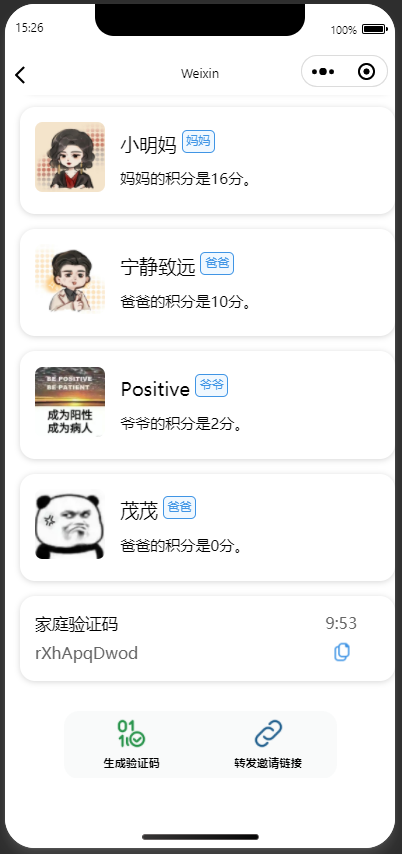 15:26
100%
Weixin
小明妈 妈妈
妈妈的积分是16分。
宁静致远 爸爸
爸爸的积分是10分。
BE POSITIVE
BE PATIENT
成为阳性
成为病人
Positive 爷爷
爷爷的积分是2分。
茂茂 爸爸
爸爸的积分是0分。
家庭验证码 9:53
rXhApqDwod
生成验证码 转发邀请链接